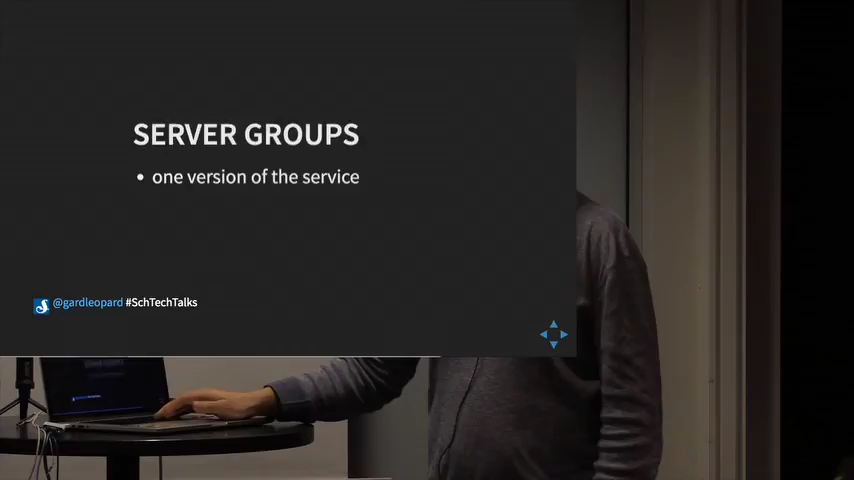 SERVER GROUPS
• one version of the service
@gardleopard #SchTechTalks